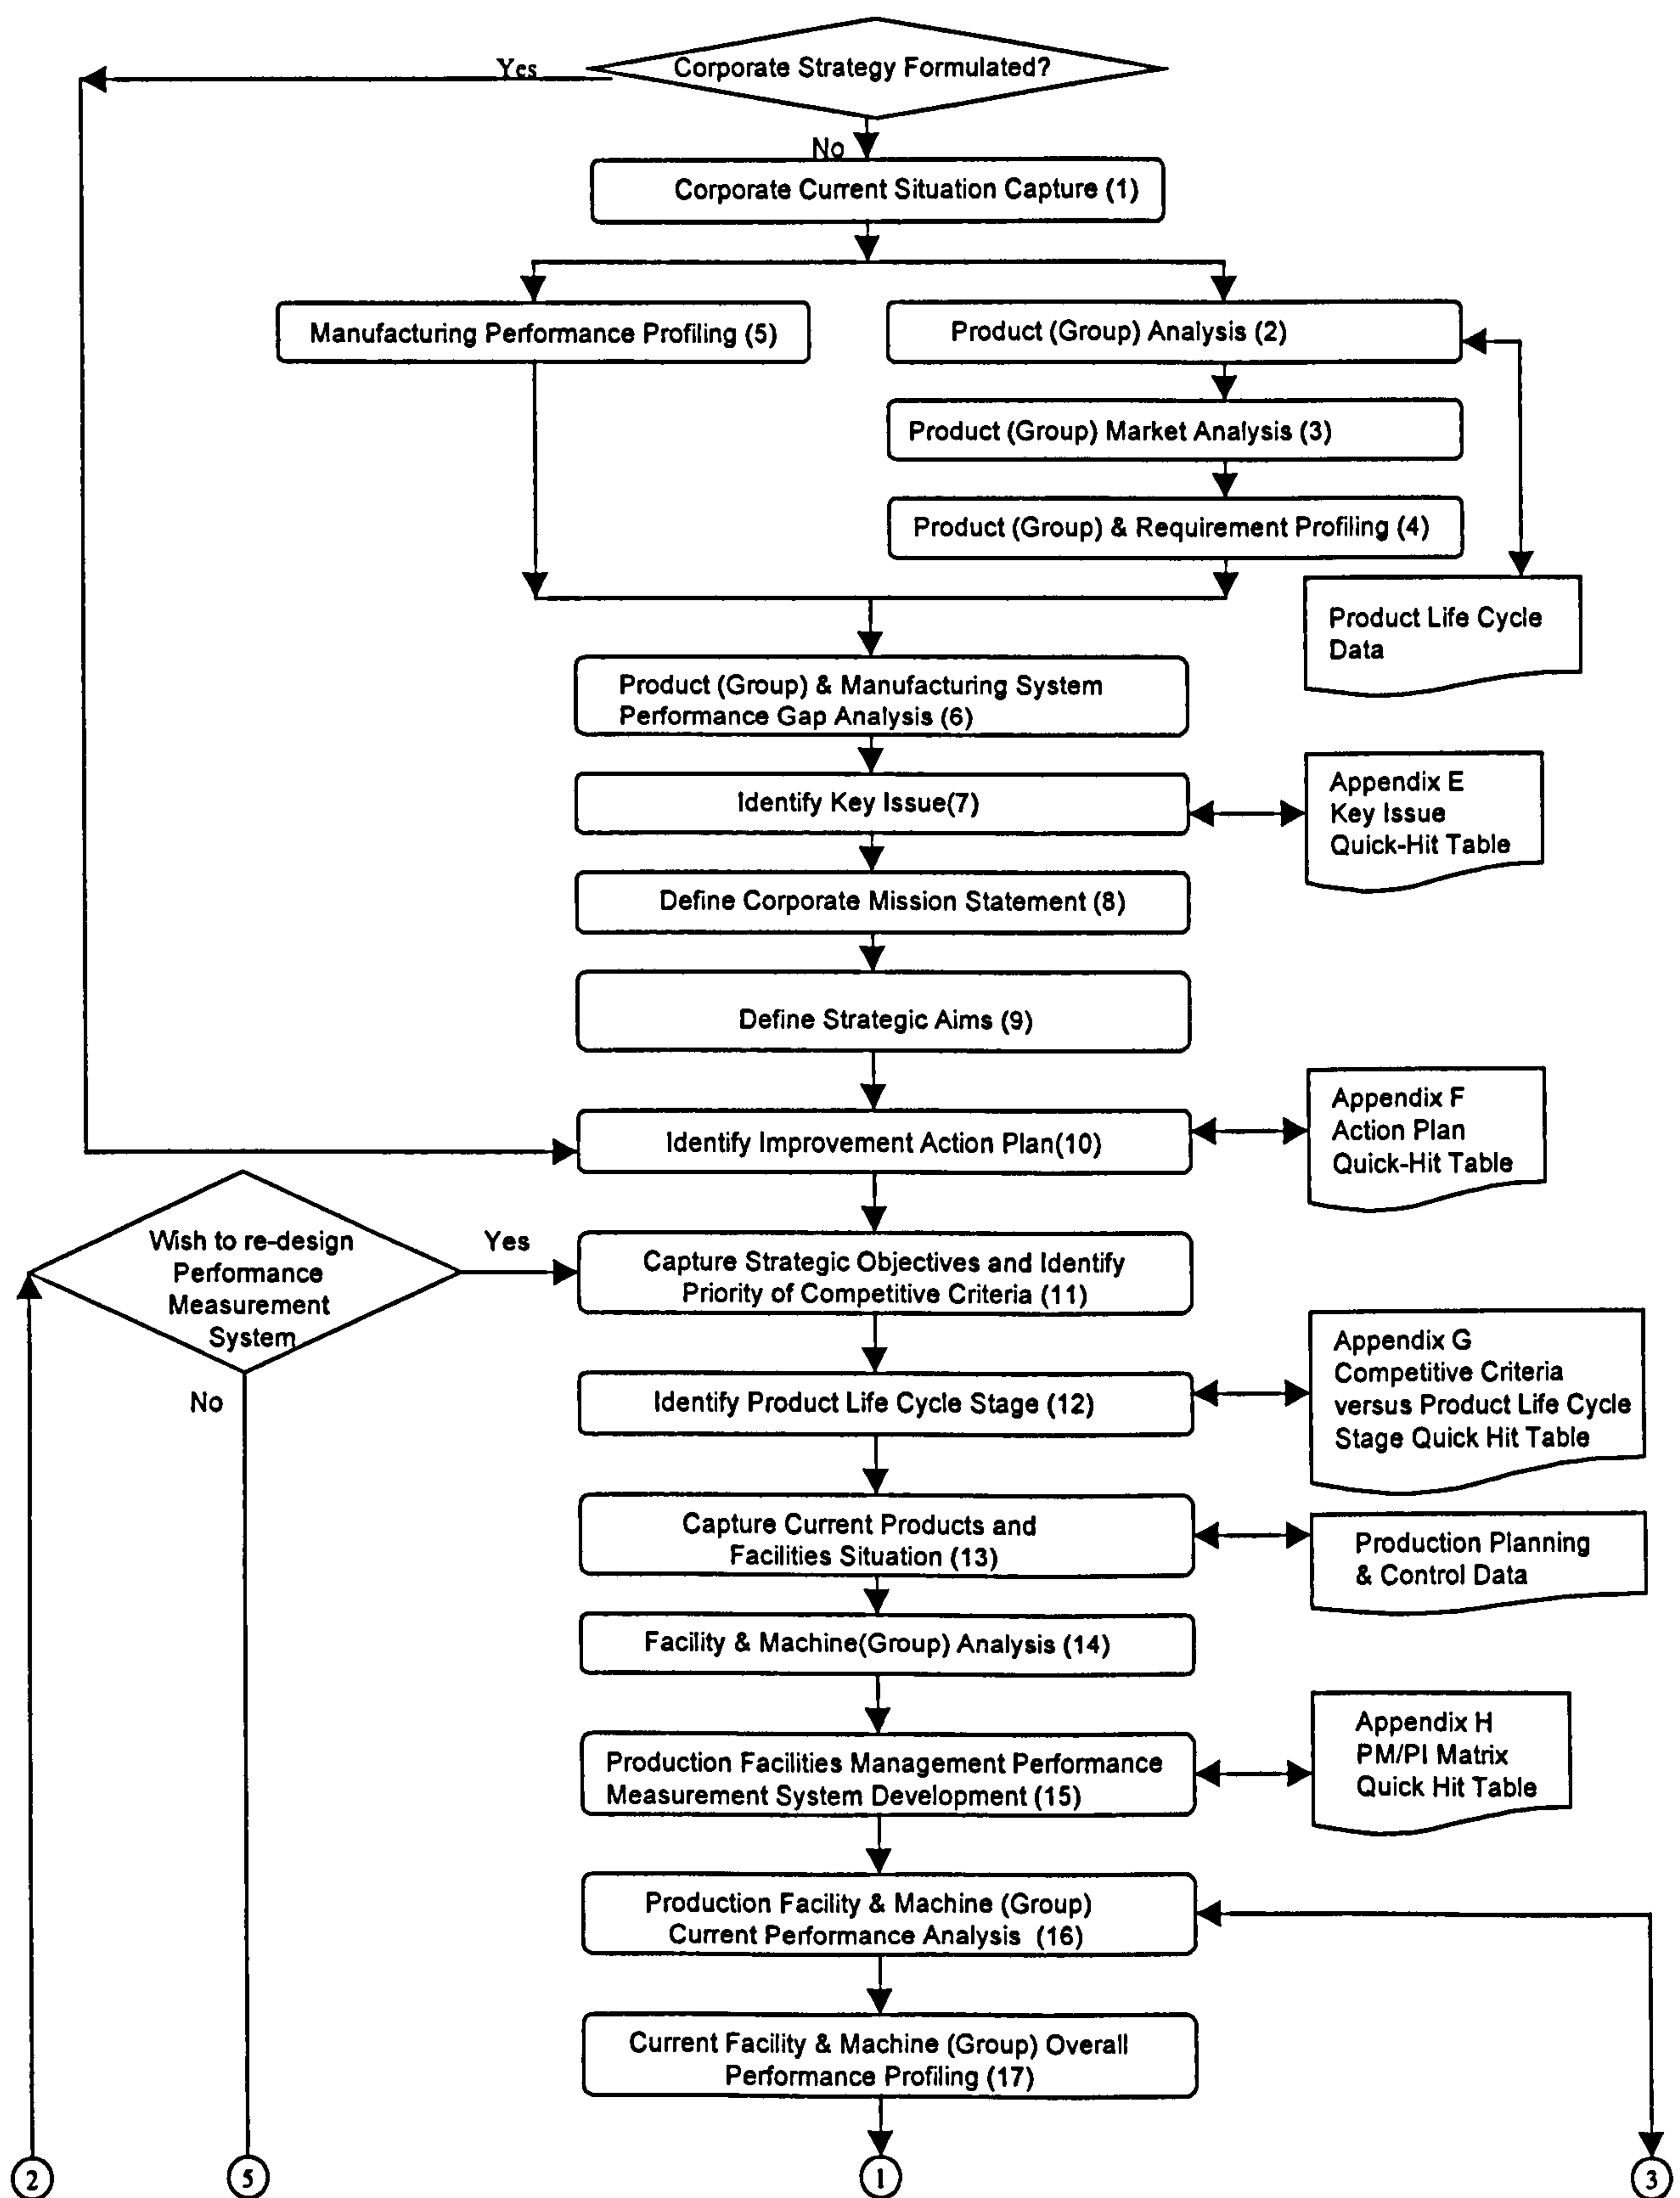 Corporate Strategy Formulated?
Yes
No
Corporate Current Situation Capture (1)
Manufacturing Performance Profiling (5)
Product (Group) Analysis (2)
Product (Group) Market Analysis (3)
Product (Group) & Requirement Profiling (4)
Product Life Cycle
Data
Product (Group) & Manufacturing System
Performance Gap Analysis (6)
Identify Key Issue(7)
Appendix E
Key Issue
Quick-Hit Table
Define Corporate Mission Statement (8)
Define Strategic Aims (9)
Identify Improvement Action Plan(10)
Appendix F
Action Plan
Quick-Hit Table
Wish to re-design
Performance
Measurement
System
Yes
No
Capture Strategic Objectives and Identify
Priority of Competitive Criteria (11)
Identify Product Life Cycle Stage (12)
Appendix G
Competitive Criteria
versus Product Life Cycle
Stage Quick Hit Table
Capture Current Products and
Facilities Situation (13)
Production Planning
& Control Data
Facility & Machine(Group) Analysis (14)
Production Facilities Management Performance
Measurement System Development (15)
Appendix H
PM/PI Matrix
Quick Hit Table
Production Facility & Machine (Group)
Current Performance Analysis (16)
Current Facility & Machine (Group) Overall
Performance Profiling (17)
2
5
1
3